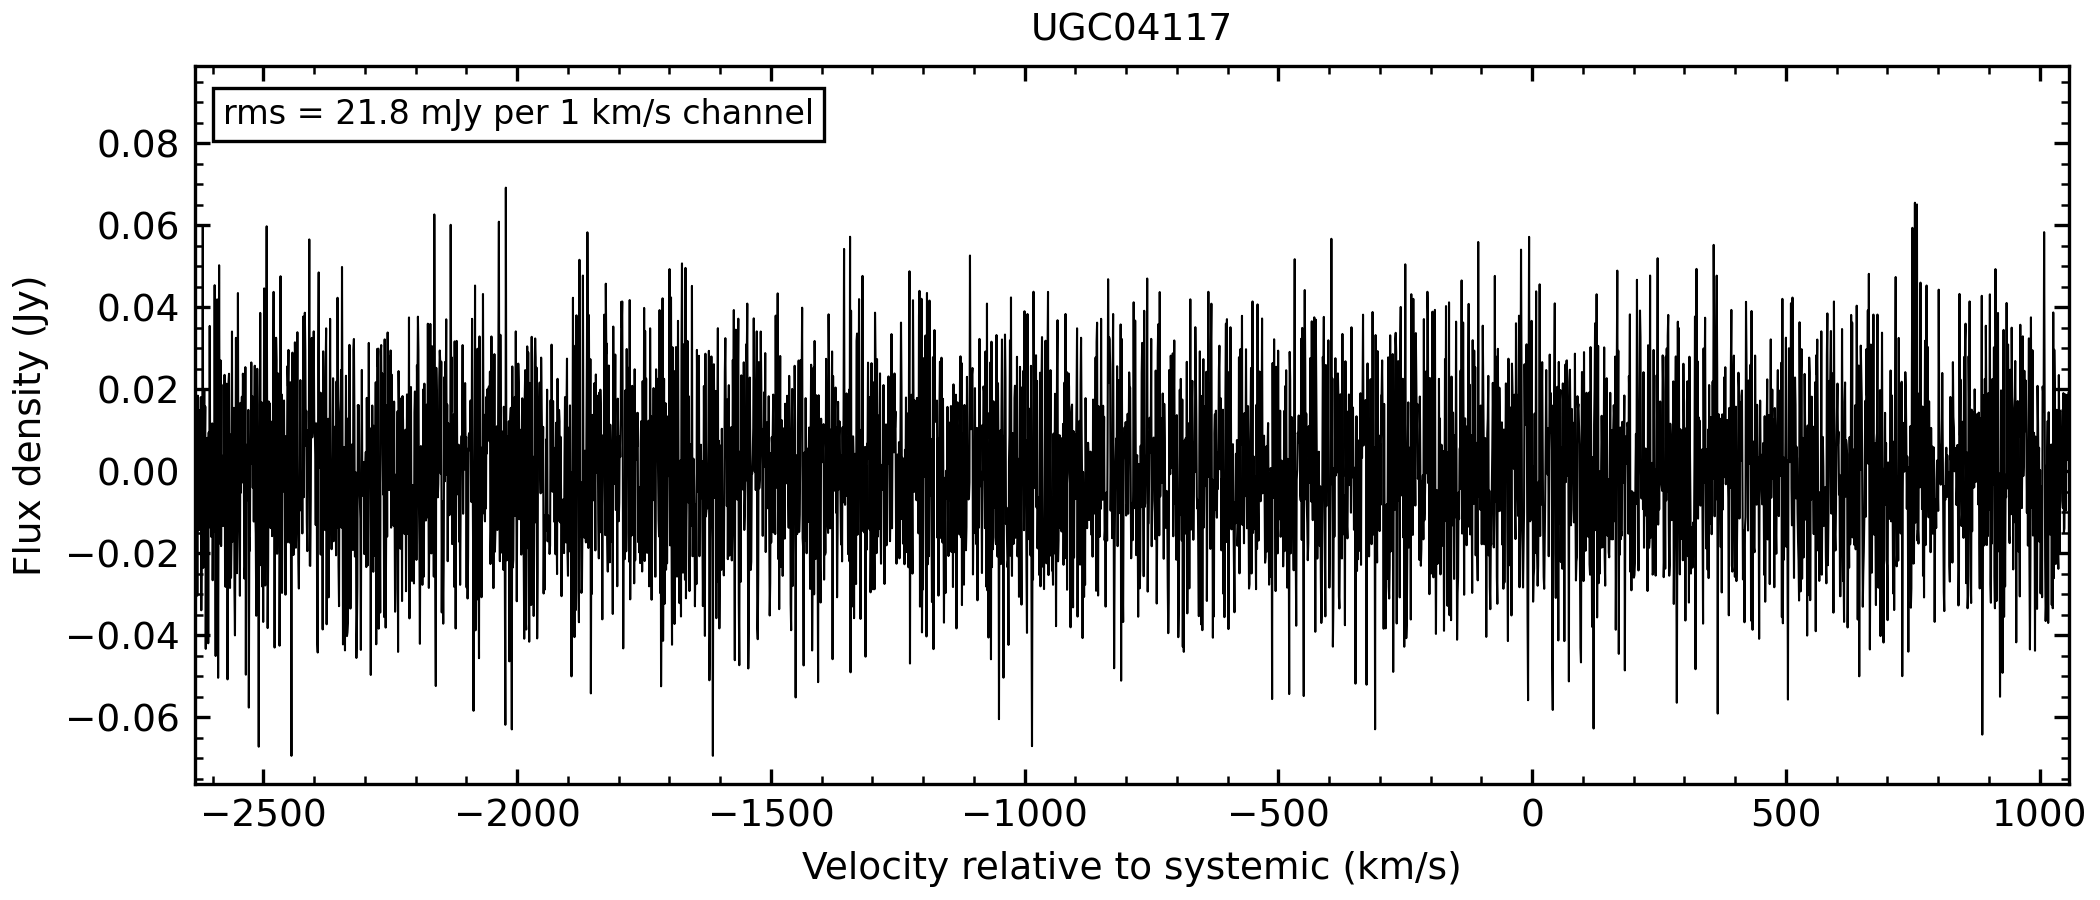 UGC04117
rms = 21.8 mJy per 1 km/s channel
Flux density (Jy)
0.08
0.06
0.04
0.02
0.00
−0.02
−0.04
−0.06
−2500 −2000 −1500 −1000 −500 0 500 1000
Velocity relative to systemic (km/s)